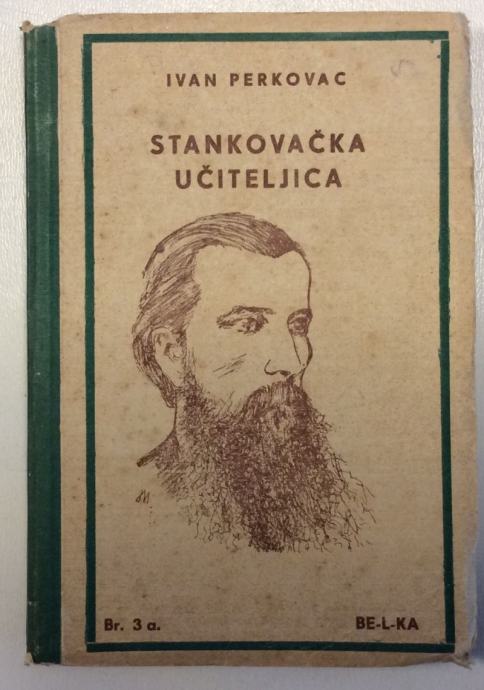 IVAN PERKOVAC
STANKOVAČKA
UČITELJICA
Br. 3 a.
BE-L-KA